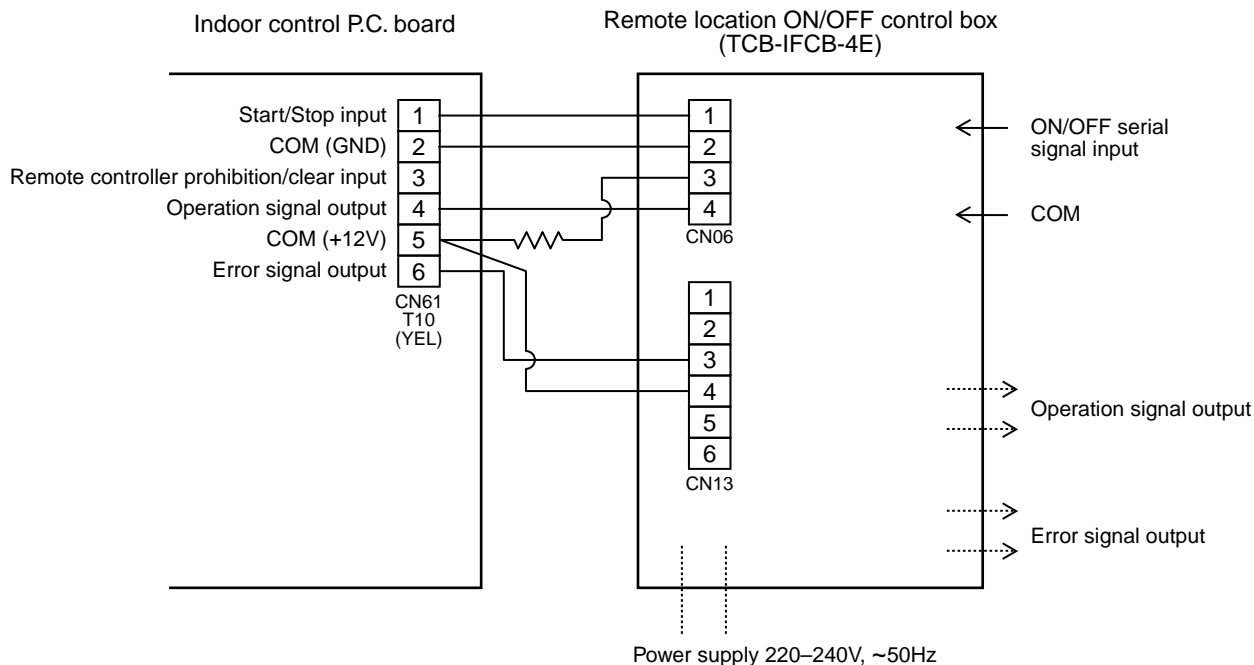 Indoor control P.C. board
Remote location ON/OFF control box
(TCB-IFCB-4E)
Start/Stop input
COM (GND)
Remote controller prohibition/clear input
Operation signal output
COM (+12V)
Error signal output
1
2
3
4
5
6
CN61
T10
(YEL)
1
2
3
4
CN06
1
2
3
4
5
6
CN13
ON/OFF serial
signal input
COM
Operation signal output
Error signal output
Power supply 220–240V, ~50Hz